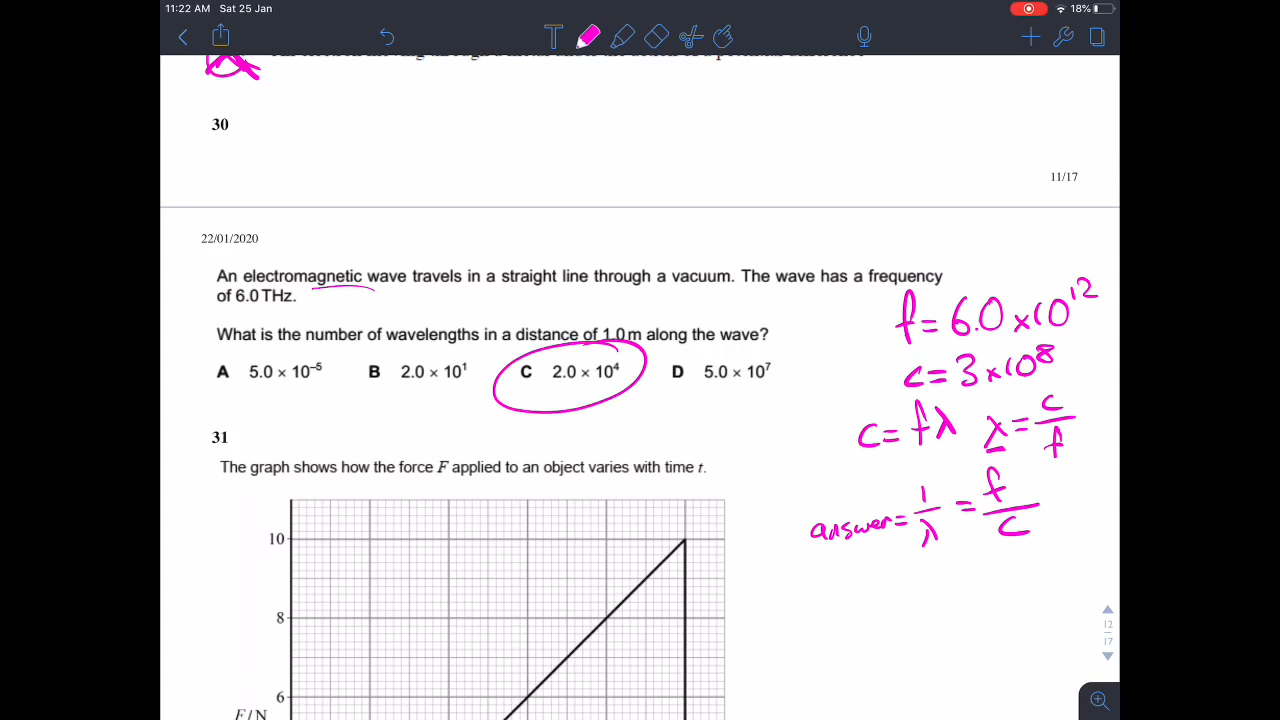 11:22 AM Sat 25 Jan
18%
30
11/17
22/01/2020
An electromagnetic wave travels in a straight line through a vacuum. The wave has a frequency
of 6.0 THz.
What is the number of wavelengths in a distance of 1.0 m along the wave?
A 5.0 × 10⁻⁵ B 2.0 × 10¹ C 2.0 × 10⁴ D 5.0 × 10⁷
f = 6.0 × 10¹²
c = 3 × 10⁸
c = fλ λ = c/f
answer = 1/λ = f/c
31
The graph shows how the force F applied to an object varies with time t.
10
8
6
F/N
12
17